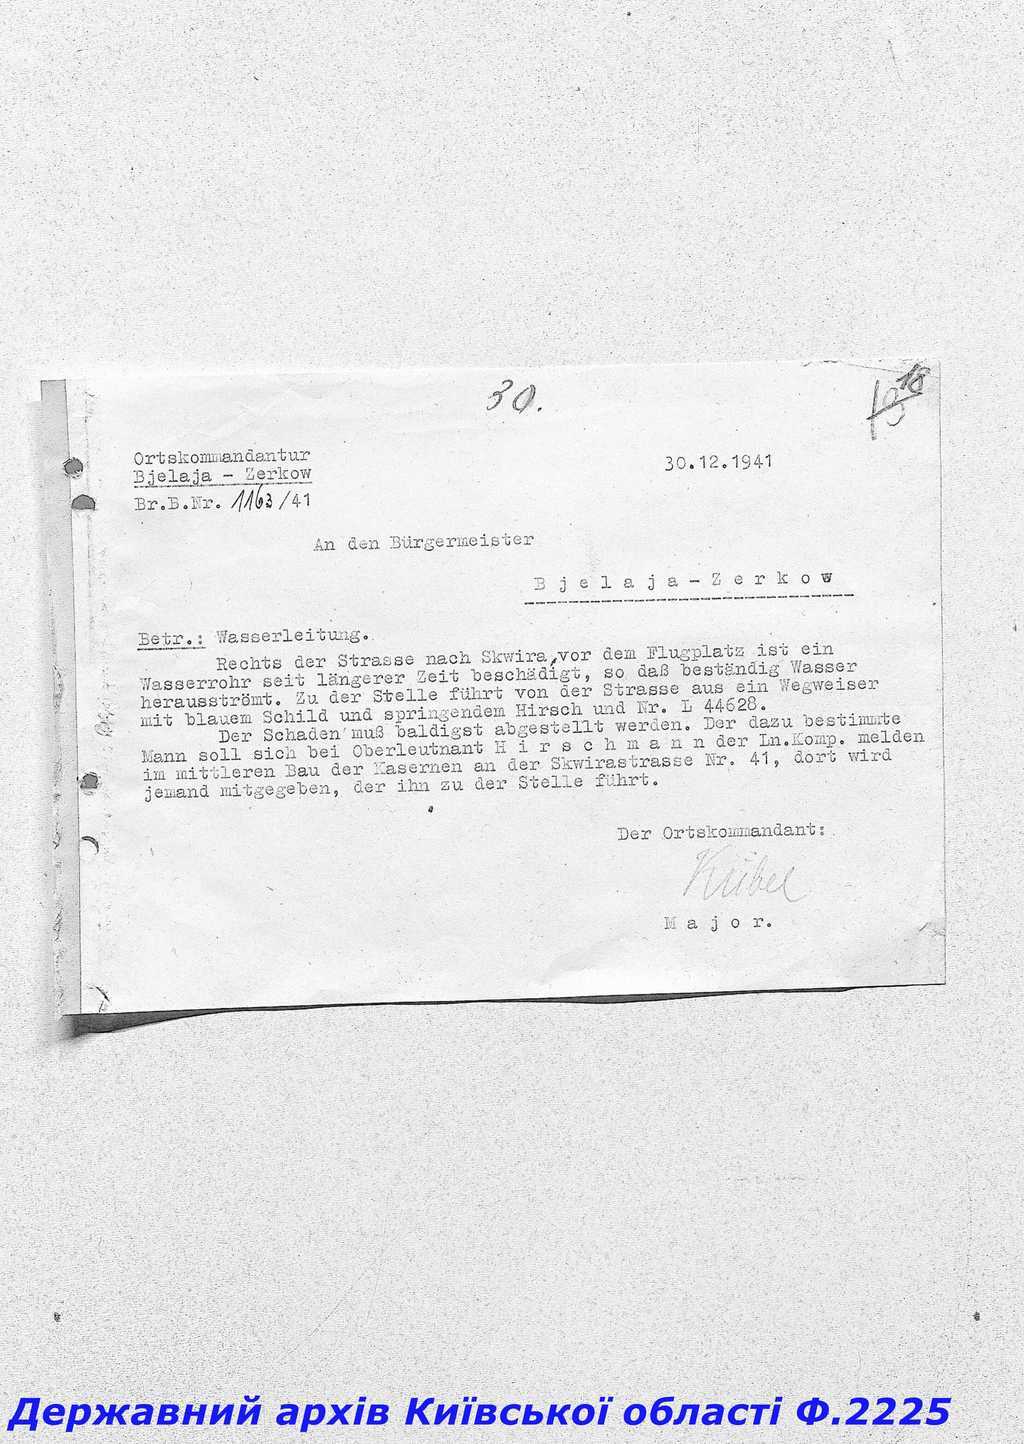 30.
18
19
Ortskommandantur
Bjelaja - Zerkow
Br.B.Nr. 1163/41
30.12.1941
An den Bürgermeister
B j e l a j a - Z e r k o w
Betr.: Wasserleitung.
Rechts der Strasse nach Skwira, vor dem Flugplatz ist ein
Wasserrohr seit längerer Zeit beschädigt, so daß beständig Wasser
herausströmt. Zu der Stelle führt von der Strasse aus ein Wegweiser
mit blauem Schild und springendem Hirsch und Nr. L 44628.
Der Schaden muß baldigst abgestellt werden. Der dazu bestimmte
Mann soll sich bei Oberleutnant H i r s c h m a n n der Ln.Komp. melden
im mittleren Bau der Kasernen an der Skwirastrasse Nr. 41, dort wird
jemand mitgegeben, der ihn zu der Stelle führt.
Der Ortskommandant:
Kübel
M a j o r.
Державний архів Київської області Ф.2225